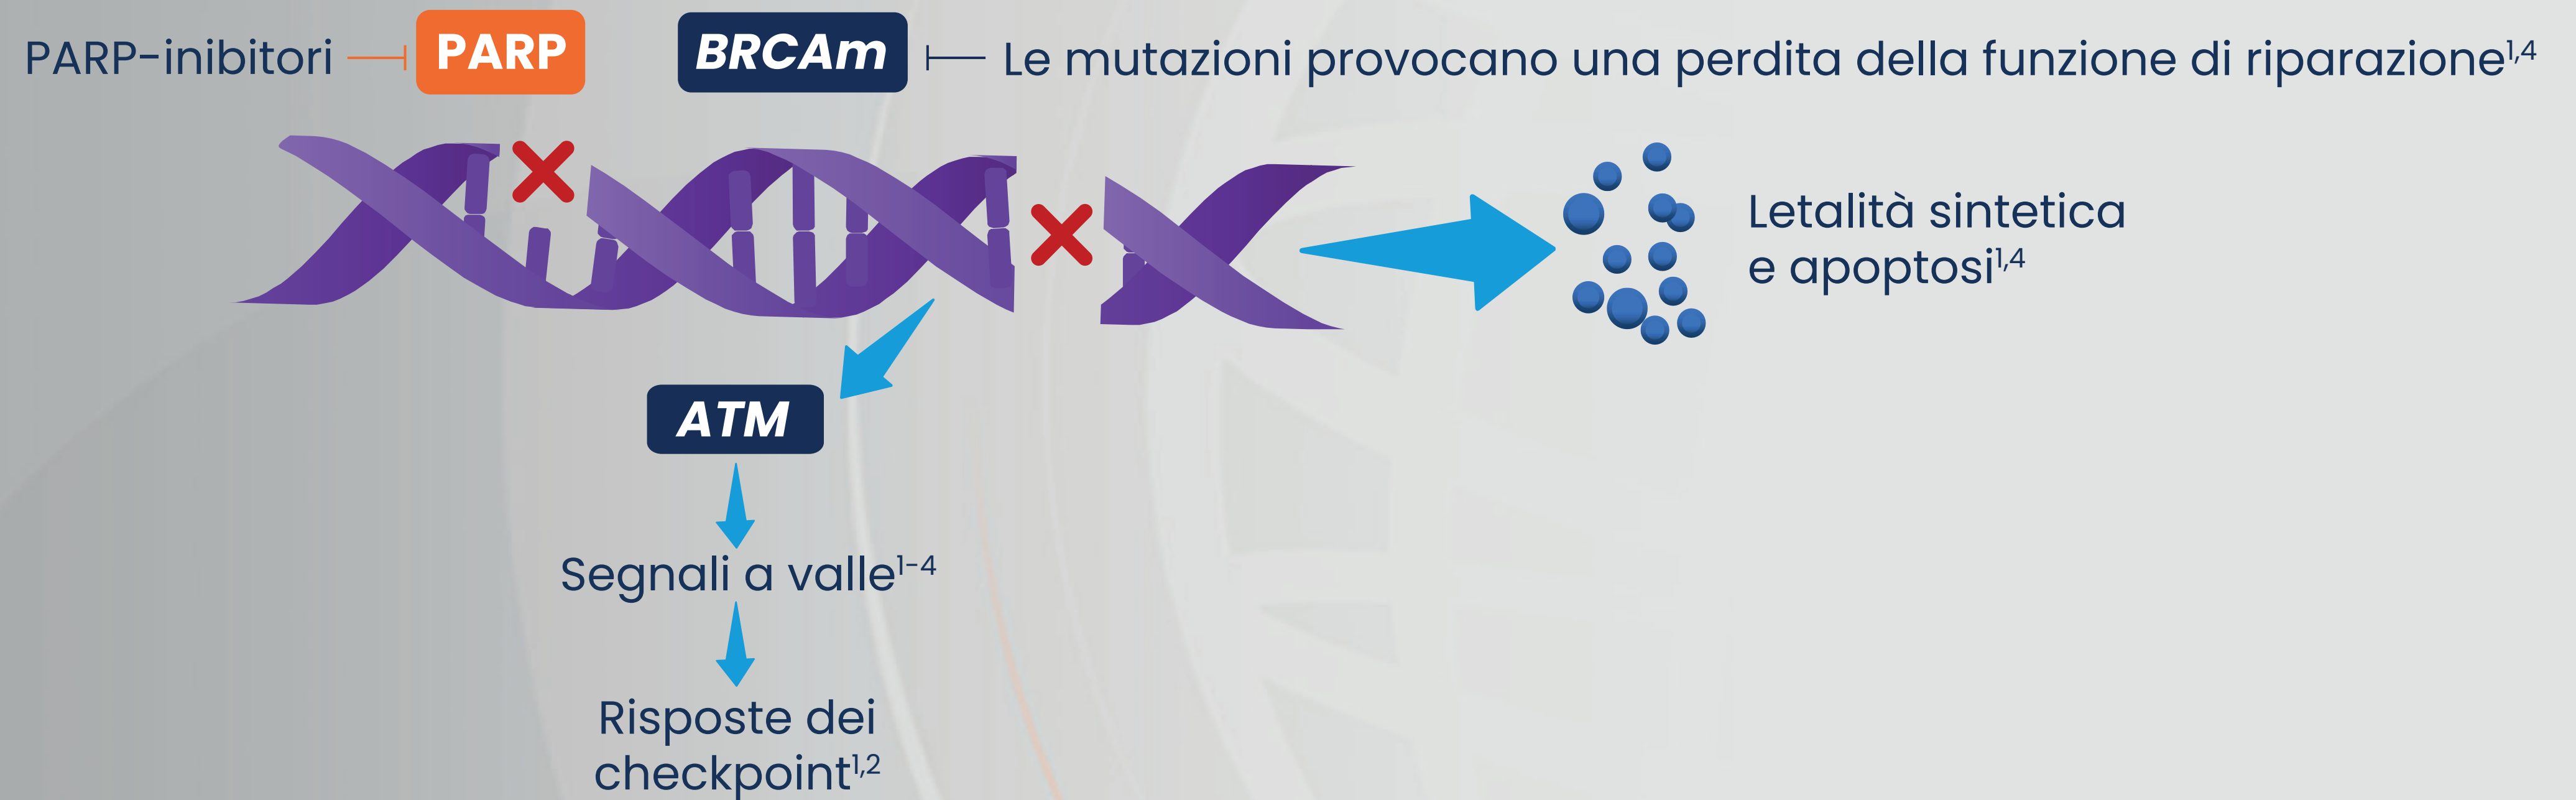 PARP-inibitori PARP BRCAm Le mutazioni provocano una perdita della funzione di riparazione1,4
Letalità sintetica
e apoptosi1,4
ATM
Segnali a valle1-4
Risposte dei
checkpoint1,2